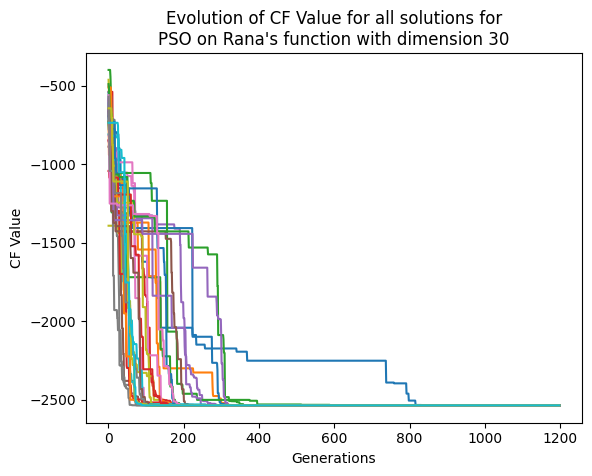 Evolution of CF Value for all solutions for
PSO on Rana's function with dimension 30
CF Value
−500
−1000
−1500
−2000
−2500
0 200 400 600 800 1000 1200
Generations